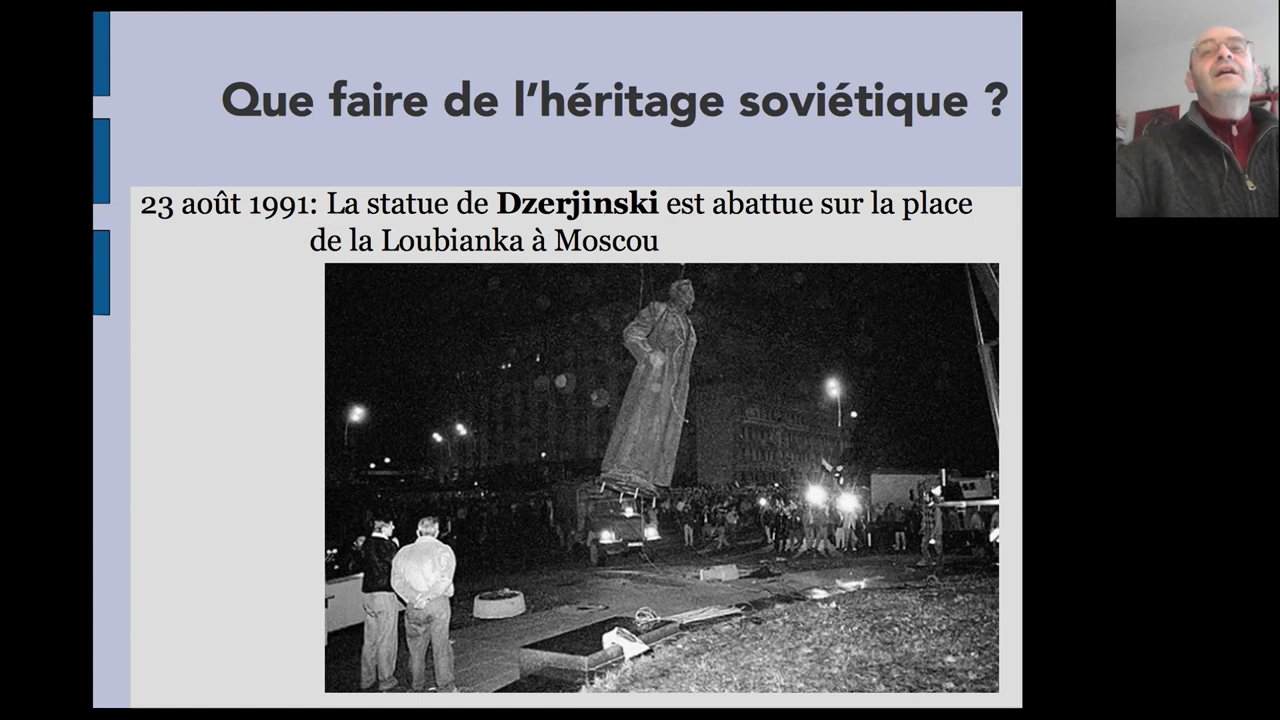 Que faire de l’héritage soviétique ?
23 août 1991: La statue de Dzerjinski est abattue sur la place
de la Loubianka à Moscou